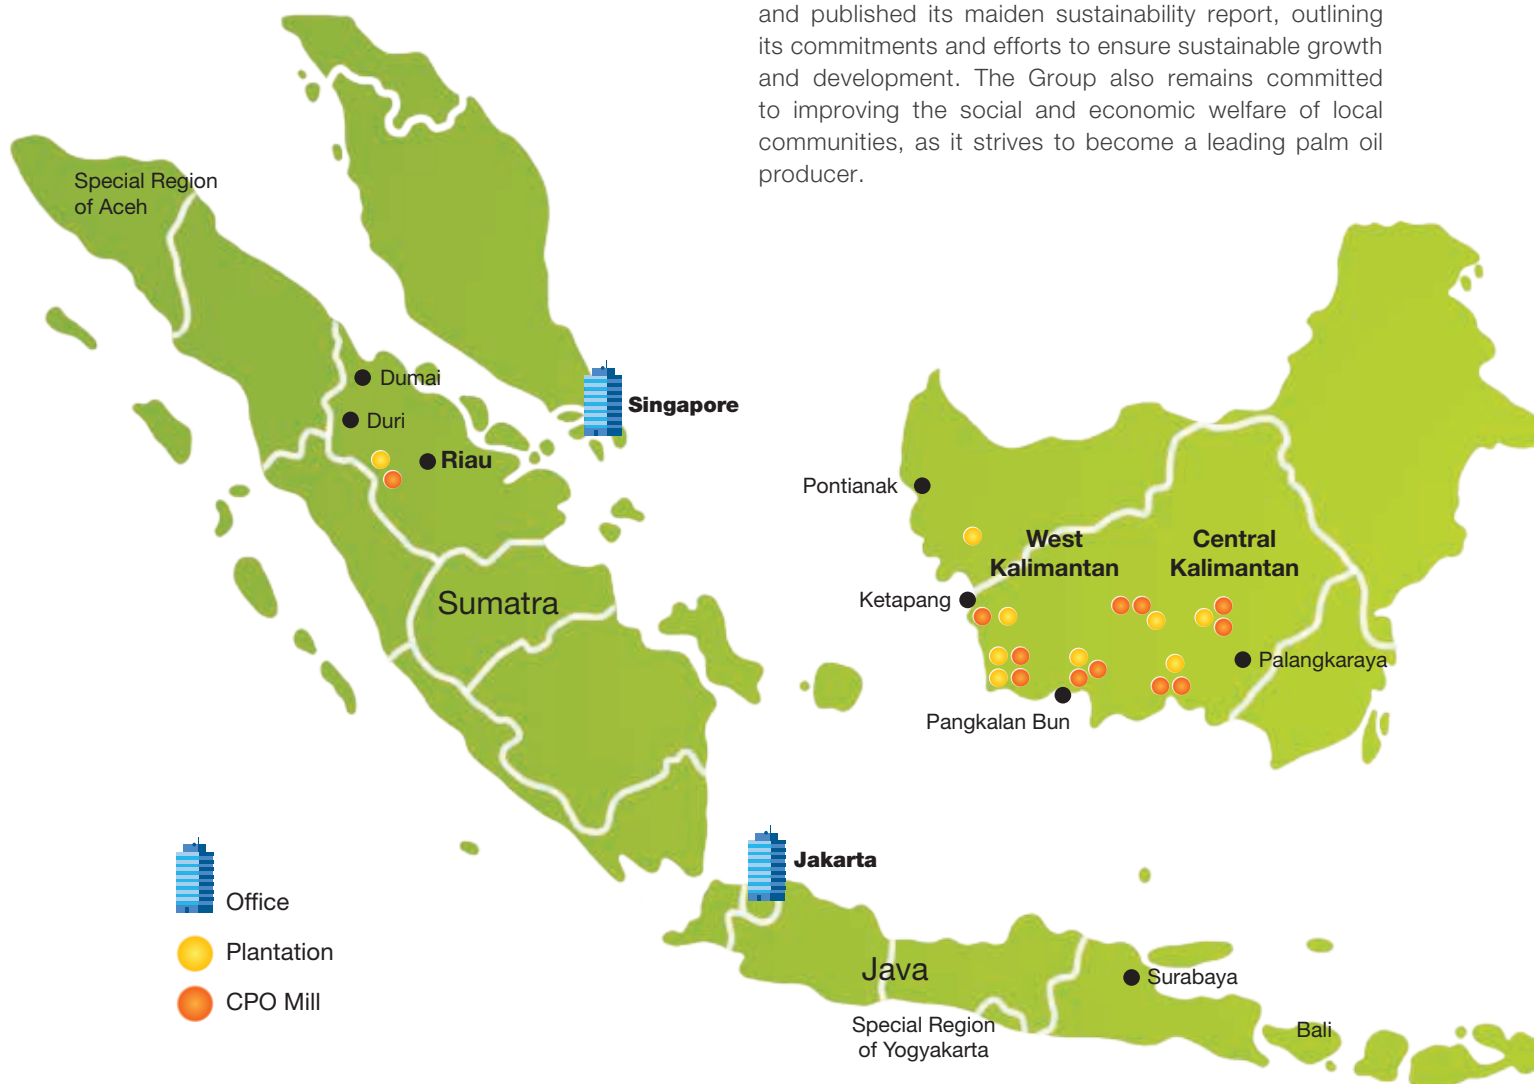 and published its maiden sustainability report, outlining
its commitments and efforts to ensure sustainable growth
and development. The Group also remains committed
to improving the social and economic welfare of local
communities, as it strives to become a leading palm oil
producer.
Special Region
of Aceh
Dumai
Duri
Riau
Singapore
Sumatra
Pontianak
West
Kalimantan
Central
Kalimantan
Ketapang
Palangkaraya
Pangkalan Bun
Jakarta
Office
Plantation
CPO Mill
Java
Surabaya
Special Region
of Yogyakarta
Bali